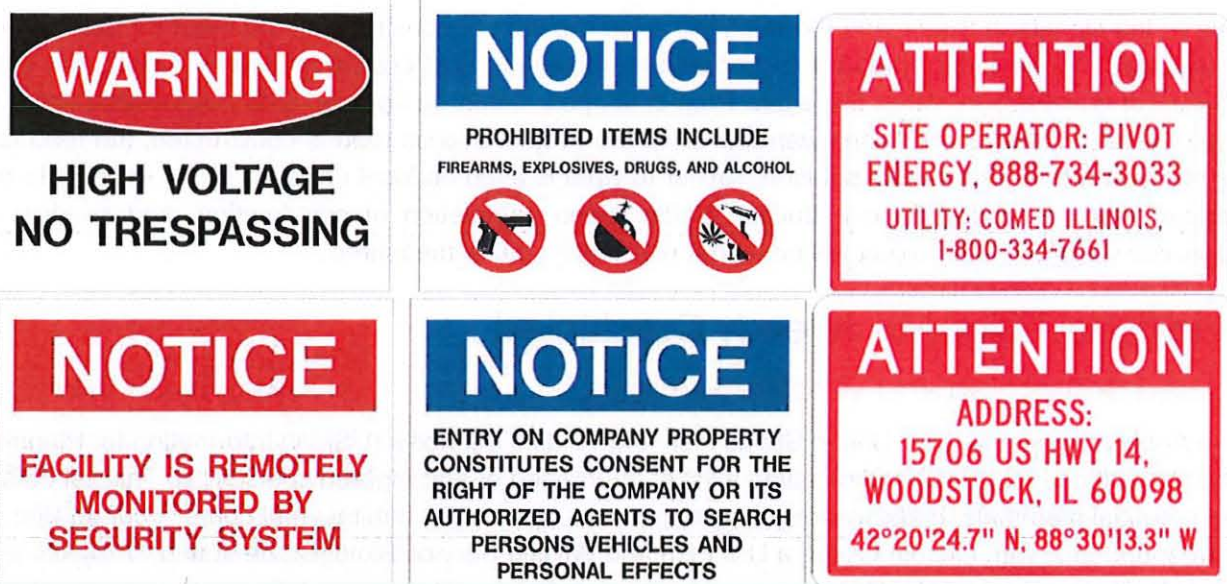 WARNING
HIGH VOLTAGE
NO TRESPASSING
NOTICE
PROHIBITED ITEMS INCLUDE
FIREARMS, EXPLOSIVES, DRUGS, AND ALCOHOL
ATTENTION
SITE OPERATOR: PIVOT
ENERGY, 888-734-3033
UTILITY: COMED ILLINOIS,
1-800-334-7661
NOTICE
FACILITY IS REMOTELY
MONITORED BY
SECURITY SYSTEM
NOTICE
ENTRY ON COMPANY PROPERTY
CONSTITUTES CONSENT FOR THE
RIGHT OF THE COMPANY OR ITS
AUTHORIZED AGENTS TO SEARCH
PERSONS VEHICLES AND
PERSONAL EFFECTS
ATTENTION
ADDRESS:
15706 US HWY 14,
WOODSTOCK, IL 60098
42°20'24.7" N, 88°30'13.3" W